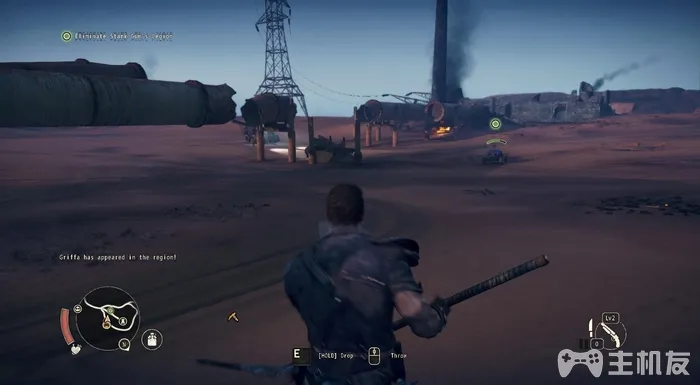 Eliminate Stank Gum's legion
Griffa has appeared in the region!
Lv2
0
E [HOLD] Drop Throw
主机友